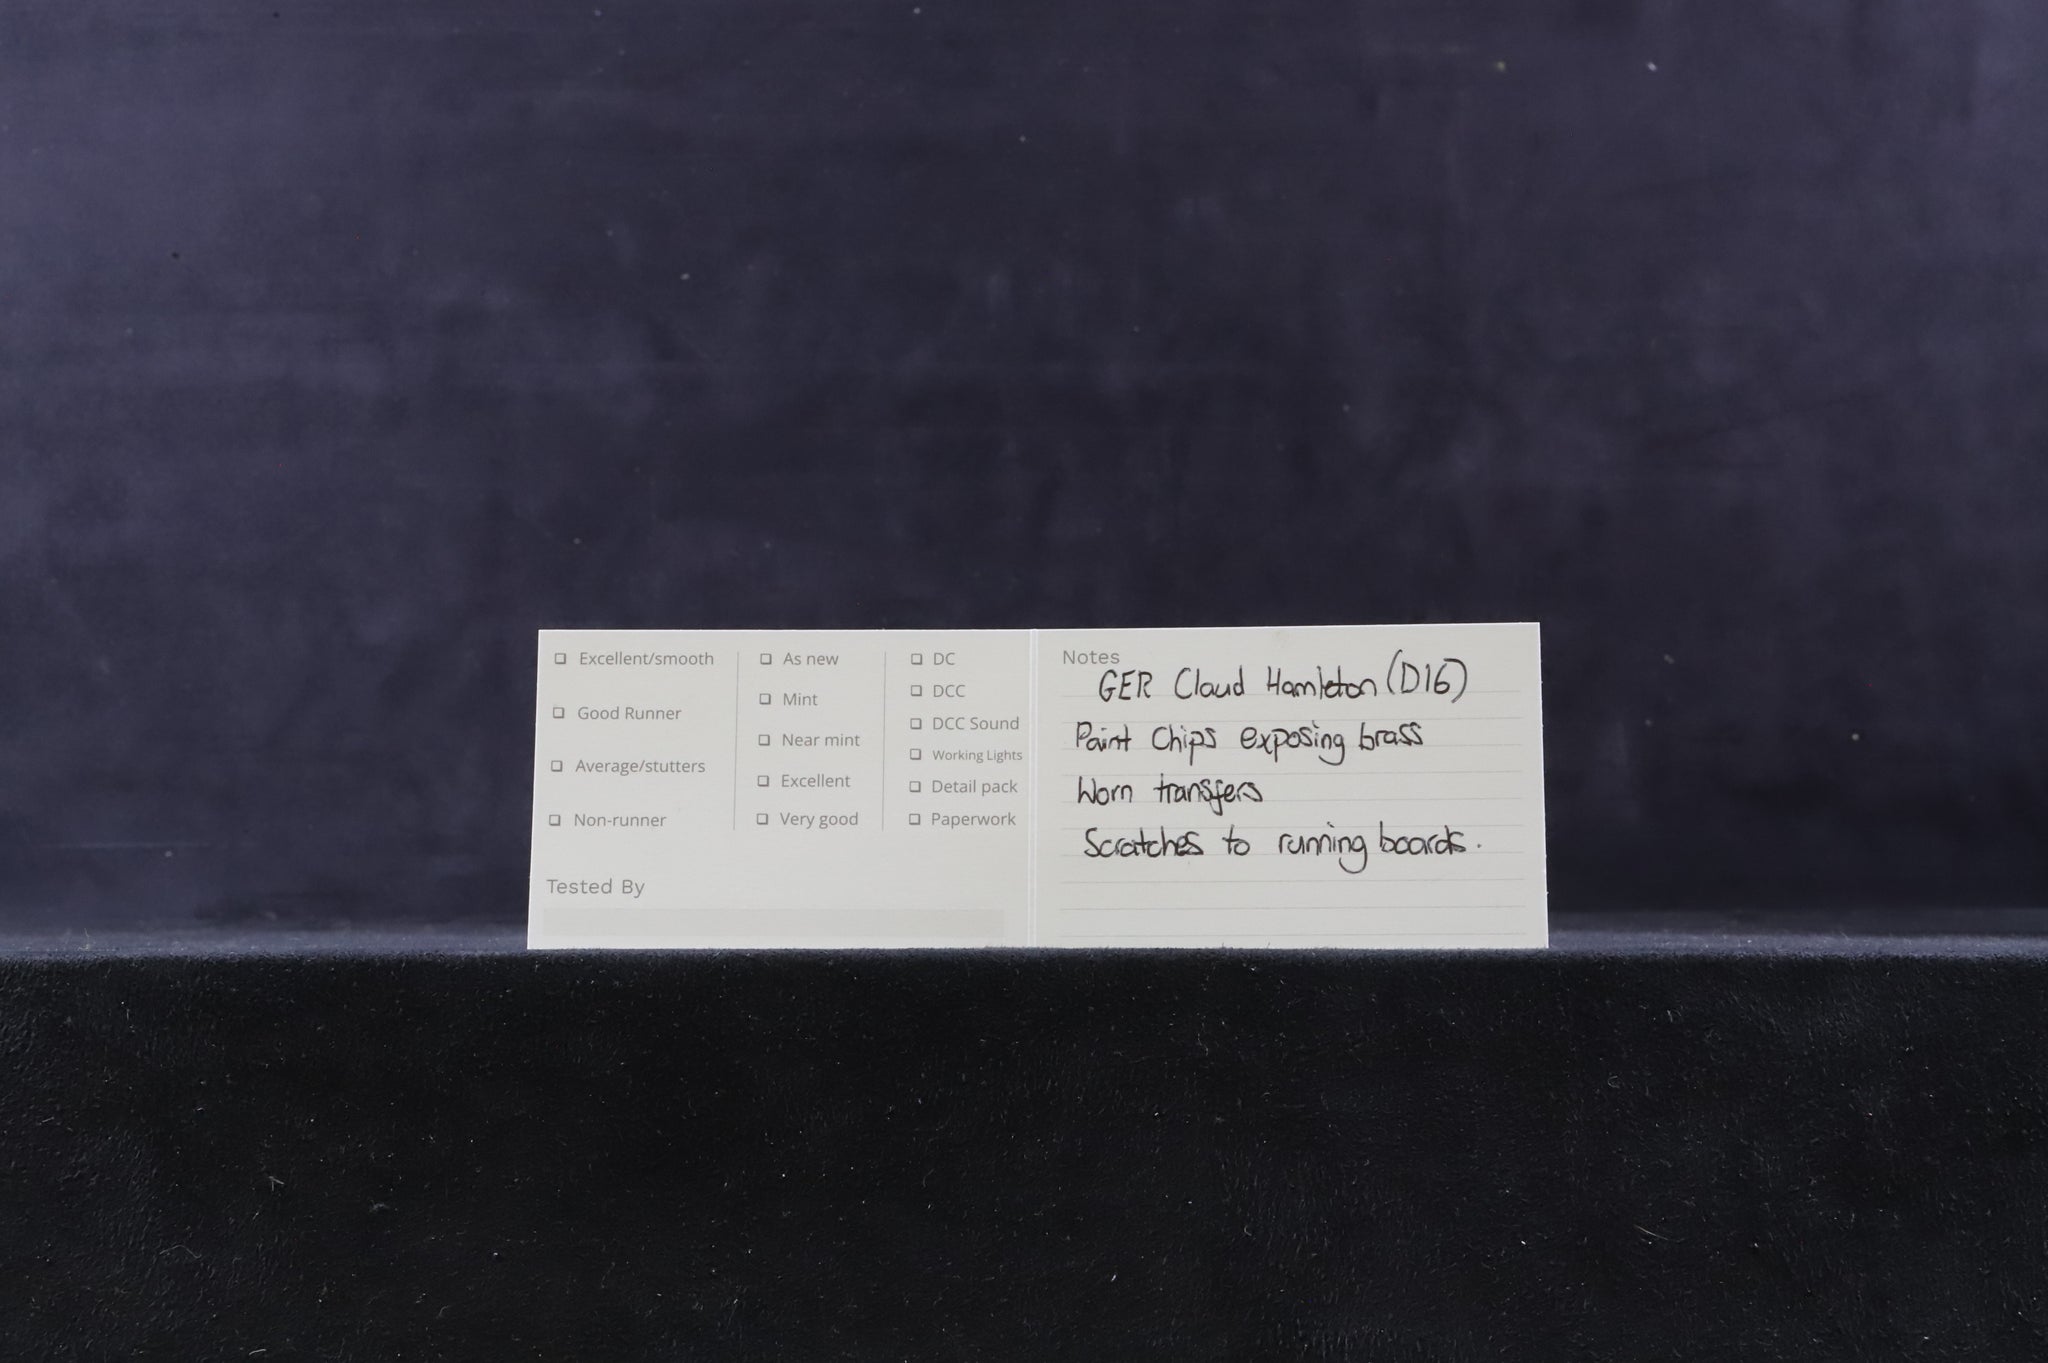 Excellent/smooth
Good Runner
Average/stutters
Non-runner
As new
Mint
Near mint
Excellent
Very good
DC
DCC
DCC Sound
Working Lights
Detail pack
Paperwork
Tested By
Notes
GER Claud Hamleton (D16)
Paint Chips exposing brass
Worn transfers
Scratches to running boards.